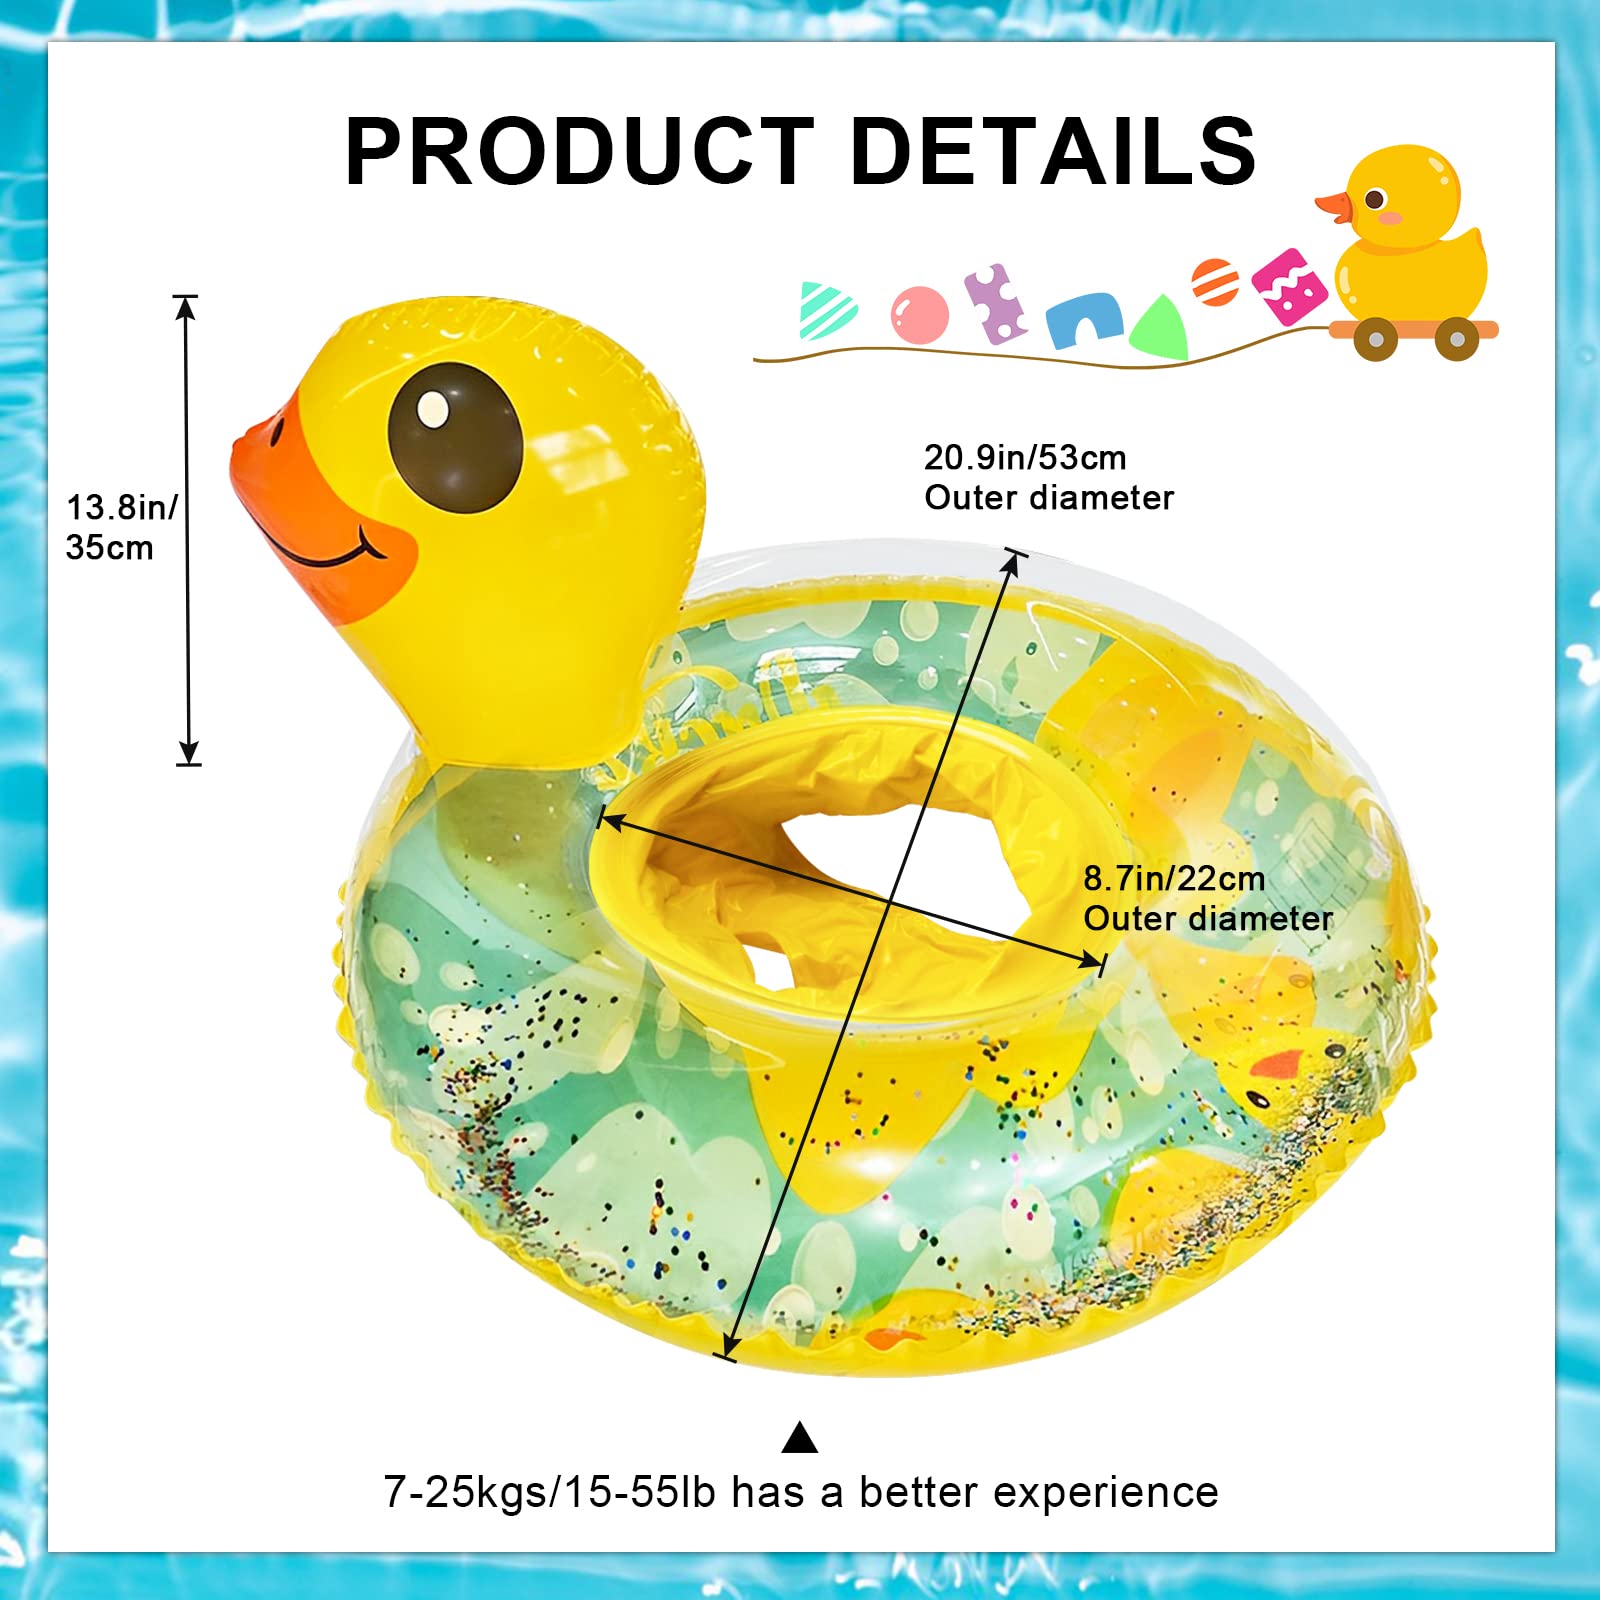 PRODUCT DETAILS
20.9in/53cm
Outer diameter
13.8in/
35cm
8.7in/22cm
Outer diameter
7-25kgs/15-55lb has a better experience